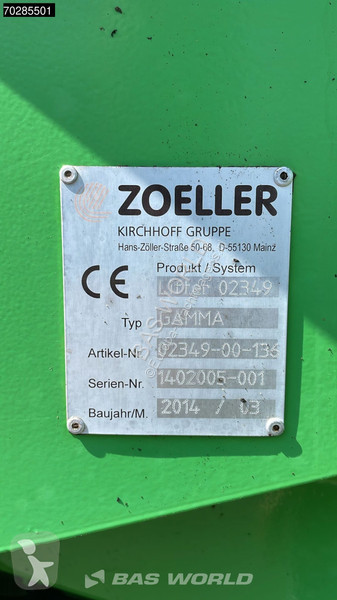 70285501
ZOELLER
KIRCHHOFF GRUPPE
Hans-Zöller-Straße 50-68, D-55130 Mainz
CE
Produkt / System
Lifter 02349
Typ GAMMA
Artikel-Nr. 02349-00-136
Serien-Nr. 1402005-001
Baujahr/M. 2014 / 03
BAS WORLD